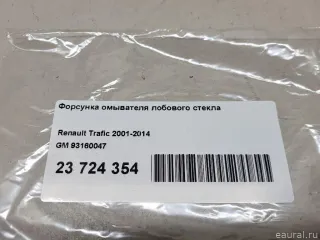 Форсунка омывателя лобового стекла
Renault Trafic 2001-2014
GM 93160047
23 724 354
eaural.ru